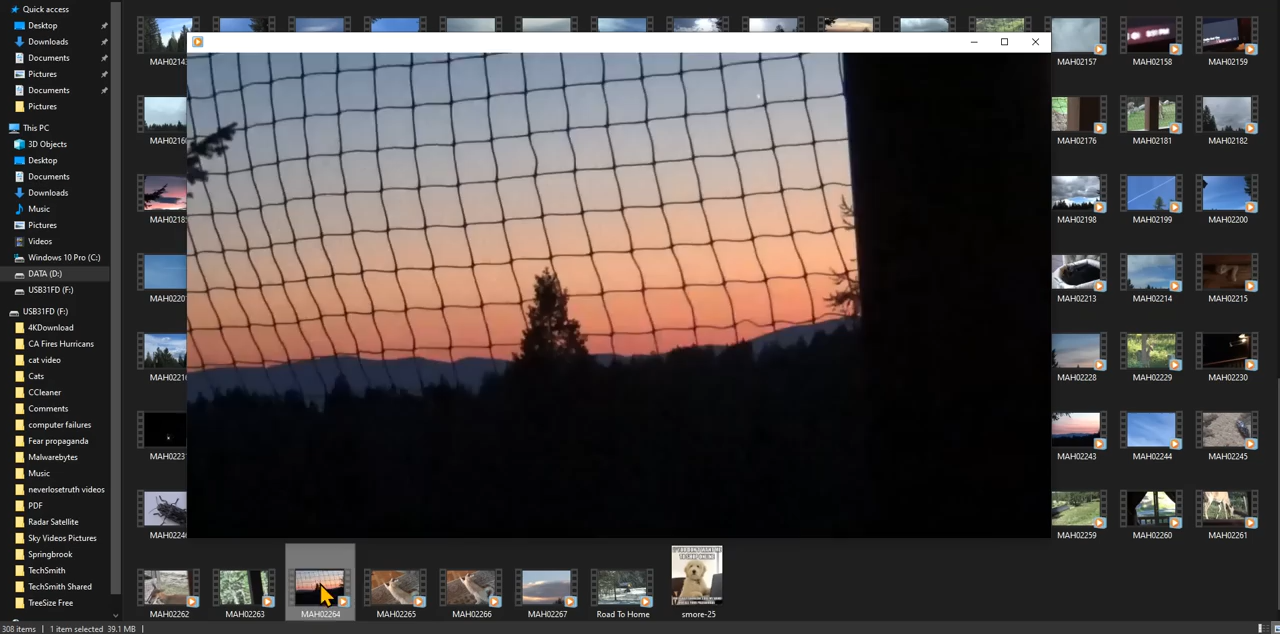 Quick access
Desktop
Downloads
Documents
Pictures
Documents
Pictures
This PC
3D Objects
Desktop
Documents
Downloads
Music
Pictures
Videos
Windows 10 Pro (C:)
DATA (D:)
USB31FD (F:)
USB31FD (F:)
4KDownload
CA Fires Hurricans
cat video
Cats
CCleaner
Comments
computer failures
Fear propaganda
Malwarebytes
Music
neverlosetruth videos
PDF
Radar Satellite
Sky Videos Pictures
Springbrook
TechSmith
TechSmith Shared
TreeSize Free
MAH02157 MAH02158 MAH02159
MAH02176 MAH02181 MAH02182
MAH02198 MAH02199 MAH02200
MAH02213 MAH02214 MAH02215
MAH02228 MAH02229 MAH02230
MAH02243 MAH02244 MAH02245
MAH02259 MAH02260 MAH02261
MAH02262 MAH02263 MAH02264 MAH02265 MAH02266 MAH02267 Road To Home smore-25
308 items 1 item selected 39.1 MB